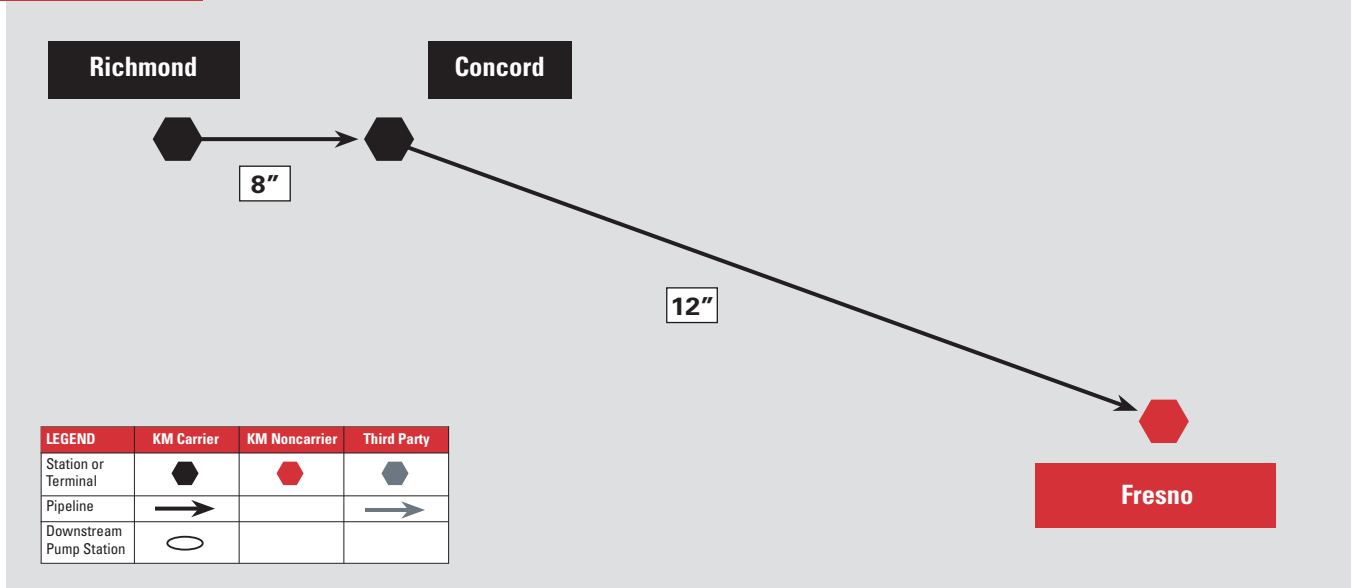 Richmond
Concord
8″
12″
Fresno
LEGEND KM Carrier KM Noncarrier Third Party
Station or
Terminal
Pipeline
Downstream
Pump Station